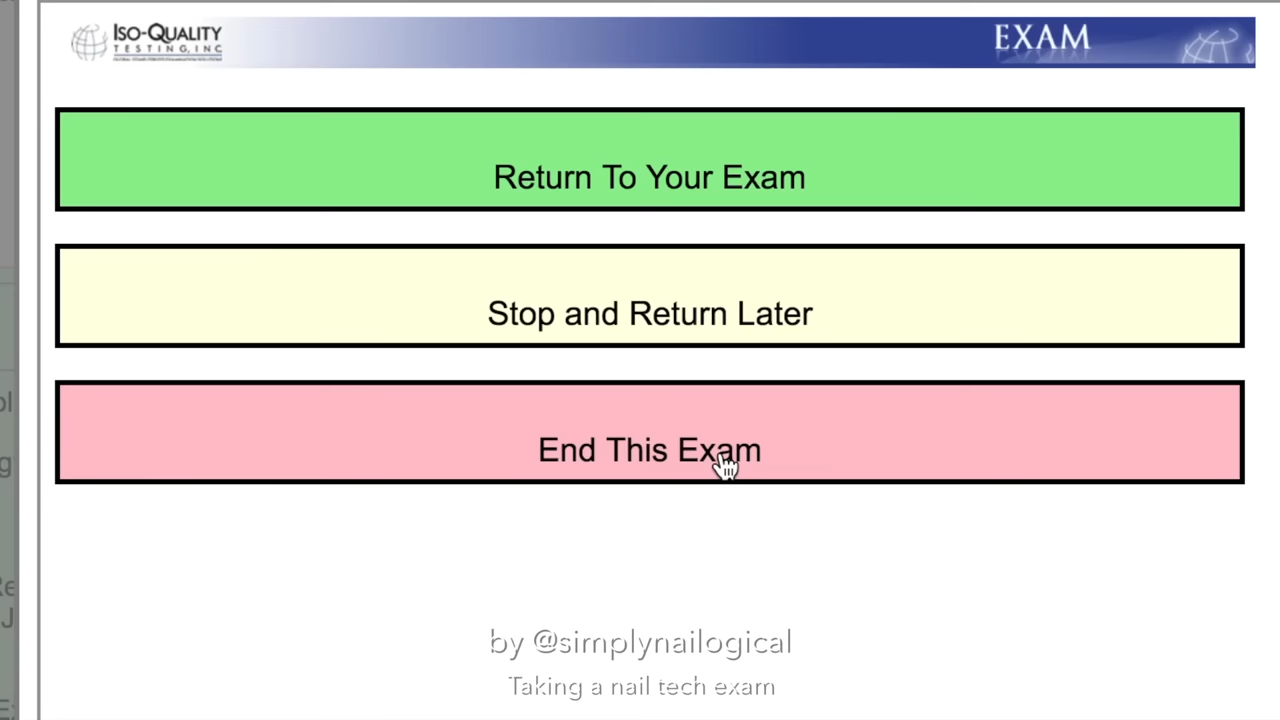 ISO-QUALITY
TESTING, INC
EXAM
Return To Your Exam
Stop and Return Later
End This Exam
by @simplynailogical
Taking a nail tech exam